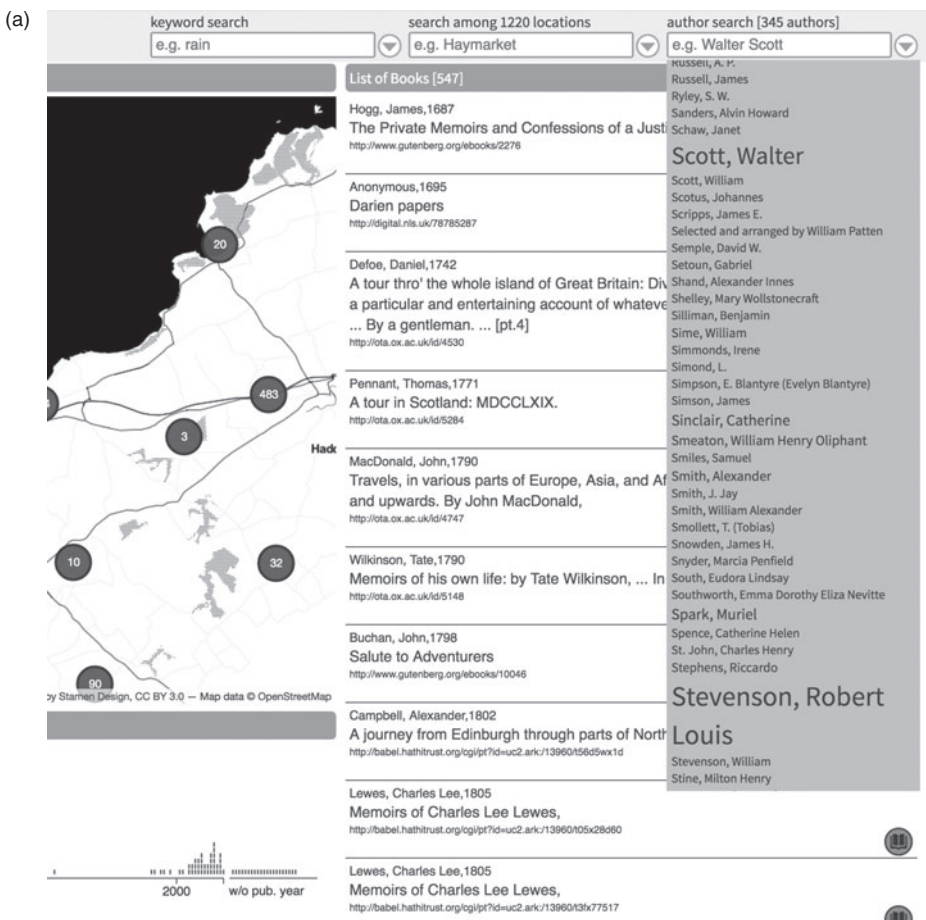 (a)
keyword search
search among 1220 locations
author search [345 authors]
e.g. rain
e.g. Haymarket
e.g. Walter Scott
20
483
3
Hadd
10
32
90
by Stamen Design, CC BY 3.0 — Map data © OpenStreetMap
2000
w/o pub. year
List of Books [547]
Hogg, James,1687
The Private Memoirs and Confessions of a Justi
http://www.gutenberg.org/ebooks/2276
Anonymous,1695
Darien papers
http://digital.nls.uk/78785287
Defoe, Daniel,1742
A tour thro' the whole island of Great Britain: Div
a particular and entertaining account of whateve
... By a gentleman. ... [pt.4]
http://ota.ox.ac.uk/id/4530
Pennant, Thomas,1771
A tour in Scotland: MDCCLXIX.
http://ota.ox.ac.uk/id/5284
MacDonald, John,1790
Travels, in various parts of Europe, Asia, and Af
and upwards. By John MacDonald,
http://ota.ox.ac.uk/id/4747
Wilkinson, Tate,1790
Memoirs of his own life: by Tate Wilkinson, ... In
http://ota.ox.ac.uk/id/5148
Buchan, John,1798
Salute to Adventurers
http://www.gutenberg.org/ebooks/10046
Campbell, Alexander,1802
A journey from Edinburgh through parts of North
http://babel.hathitrust.org/cgi/pt?id=uc2.ark:/13960/t56d5wx1d
Lewes, Charles Lee,1805
Memoirs of Charles Lee Lewes,
http://babel.hathitrust.org/cgi/pt?id=uc2.ark:/13960/t05x28d60
Lewes, Charles Lee,1805
Memoirs of Charles Lee Lewes,
http://babel.hathitrust.org/cgi/pt?id=uc2.ark:/13960/t3fx77517
Russell, A. P.
Russell, James
Ryley, S. W.
Sanders, Alvin Howard
Schaw, Janet
Scott, Walter
Scott, William
Scotus, Johannes
Scripps, James E.
Selected and arranged by William Patten
Semple, David W.
Setoun, Gabriel
Shand, Alexander Innes
Shelley, Mary Wollstonecraft
Silliman, Benjamin
Sime, William
Simmonds, Irene
Simond, L.
Simpson, E. Blantyre (Evelyn Blantyre)
Simson, James
Sinclair, Catherine
Smeaton, William Henry Oliphant
Smiles, Samuel
Smith, Alexander
Smith, J. Jay
Smith, William Alexander
Smollett, T. (Tobias)
Snowden, James H.
Snyder, Marcia Penfield
South, Eudora Lindsay
Southworth, Emma Dorothy Eliza Nevitte
Spark, Muriel
Spence, Catherine Helen
St. John, Charles Henry
Stephens, Riccardo
Stevenson, Robert
Louis
Stevenson, William
Stine, Milton Henry